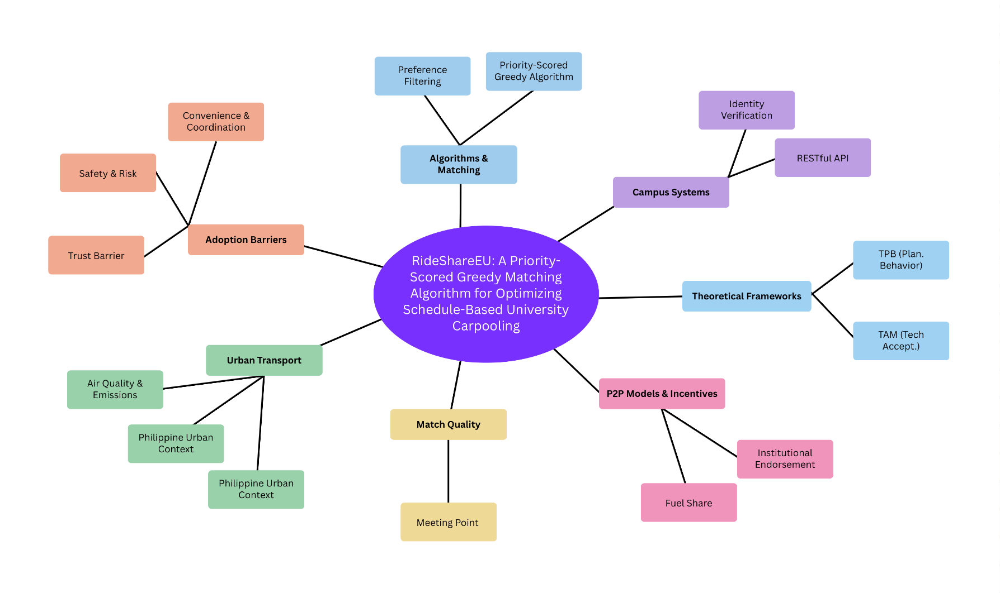 Preference
Filtering
Priority-Scored
Greedy Algorithm
Identity
Verification
Convenience &
Coordination
Safety & Risk
Algorithms &
Matching
RESTful API
Campus Systems
Adoption Barriers
Trust Barrier
RideShareEU: A Priority-
Scored Greedy Matching
Algorithm for Optimizing
Schedule-Based University
Carpooling
TPB (Plan.
Behavior)
Theoretical Frameworks
TAM (Tech
Accept.)
Urban Transport
Air Quality &
Emissions
Philippine Urban
Context
Philippine Urban
Context
Match Quality
Meeting Point
P2P Models & Incentives
Institutional
Endorsement
Fuel Share